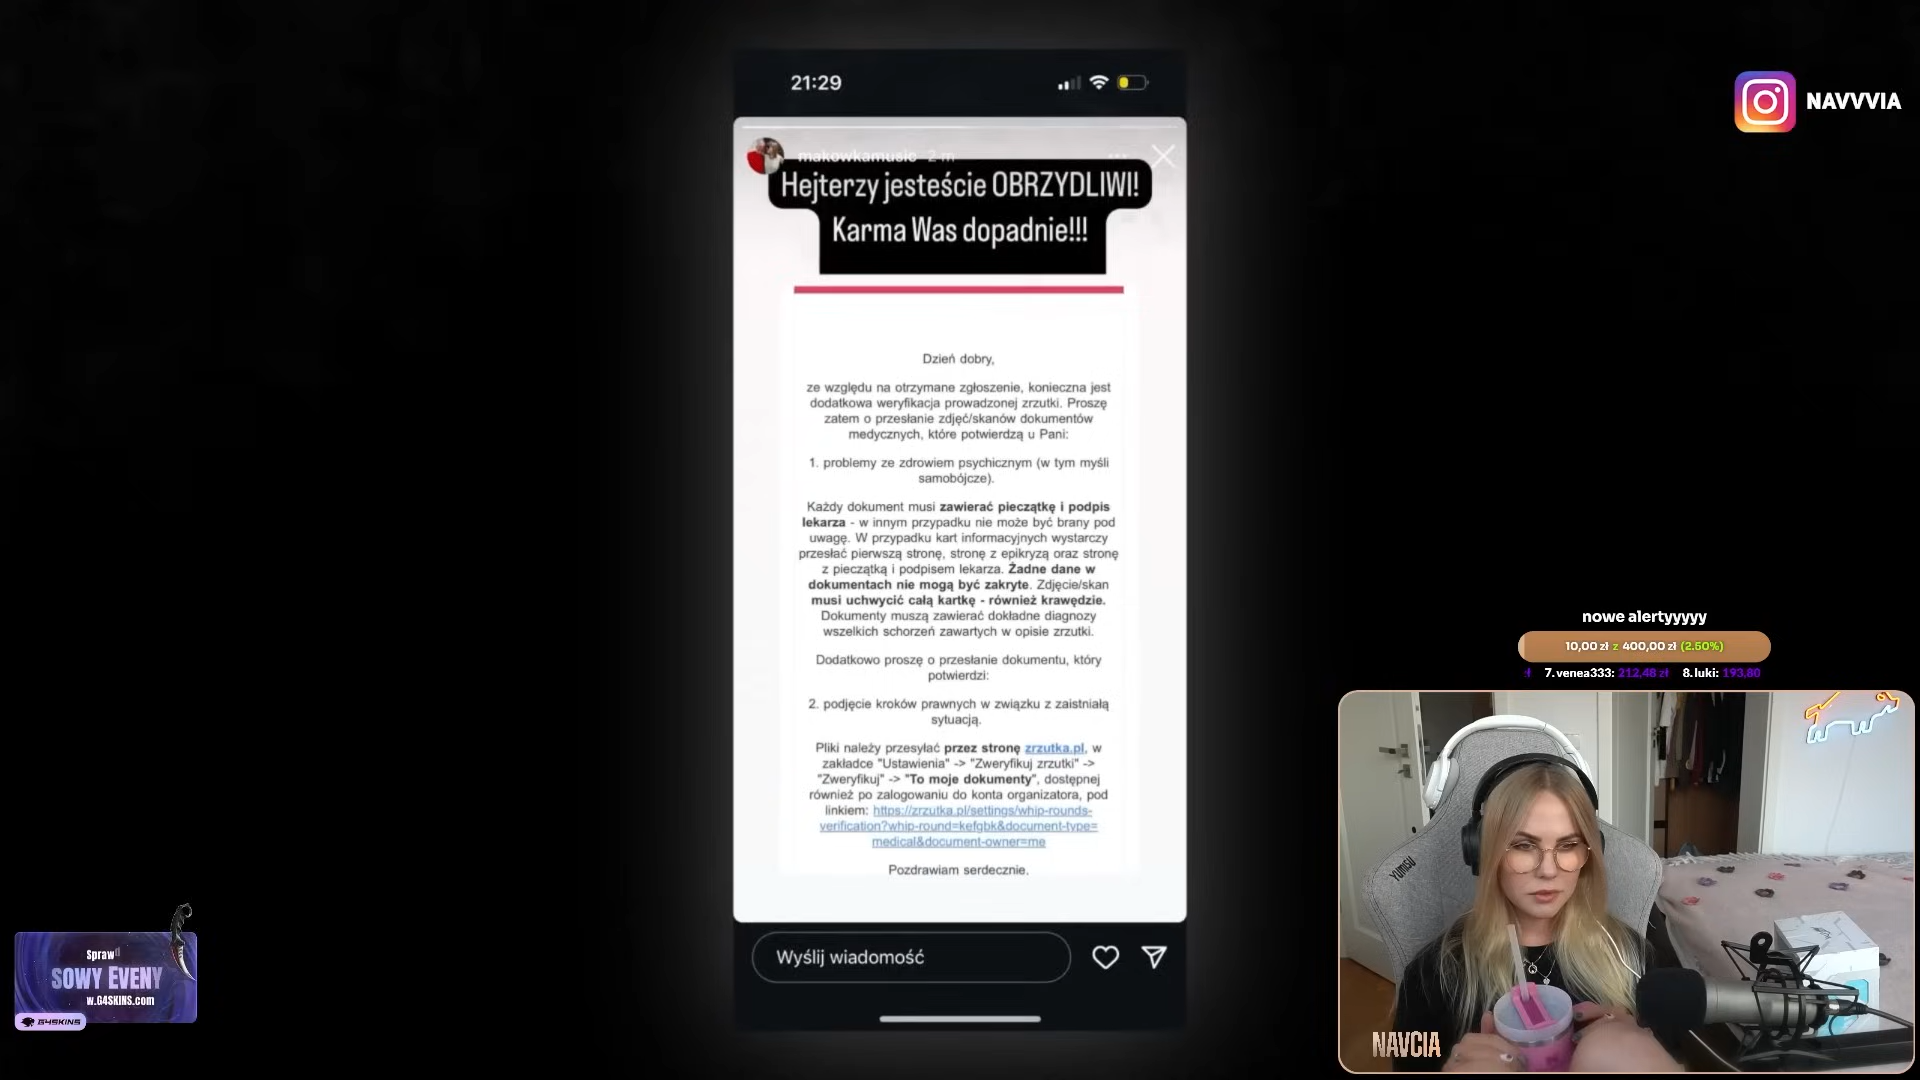 21:29
makowkamusic 2 m
Hejterzy jesteście OBRZYDLIWI!
Karma Was dopadnie!!!
Dzień dobry,
ze względu na otrzymane zgłoszenie, konieczna jest
dodatkowa weryfikacja prowadzonej zrzutki. Proszę
zatem o przesłanie zdjęć/skanów dokumentów
medycznych, które potwierdzą u Pani:
1. problemy ze zdrowiem psychicznym (w tym myśli
samobójcze).
Każdy dokument musi zawierać pieczątkę i podpis
lekarza - w innym przypadku nie może być brany pod
uwagę. W przypadku kart informacyjnych wystarczy
przesłać pierwszą stronę, stronę z epikryzą oraz stronę
z pieczątką i podpisem lekarza. Żadne dane w
dokumentach nie mogą być zakryte. Zdjęcie/skan
musi uchwycić całą kartkę - również krawędzie.
Dokumenty muszą zawierać dokładne diagnozy
wszelkich schorzeń zawartych w opisie zrzutki.
Dodatkowo proszę o przesłanie dokumentu, który
potwierdzi:
2. podjęcie kroków prawnych w związku z zaistniałą
sytuacją.
Pliki należy przesyłać przez stronę zrzutka.pl, w
zakładce "Ustawienia" -> "Zweryfikuj zrzutki" ->
"Zweryfikuj" -> "To moje dokumenty", dostępnej
również po zalogowaniu do konta organizatora, pod
linkiem: https://zrzutka.pl/settings/whip-rounds-
verification?whip-round=kefgbk&document-type=
medical&document-owner=me
Pozdrawiam serdecznie.
Wyślij wiadomość
NAVVVIA
nowe alertyyyyy
10,00 zł z 400,00 zł (2.50%)
zł 7. venea333: 212,48 zł 8. luki: 193,80
YUMISU
NAVCIA
Sprawd
SOWY EVENY
w.G4SKINS.com
G4SKINS